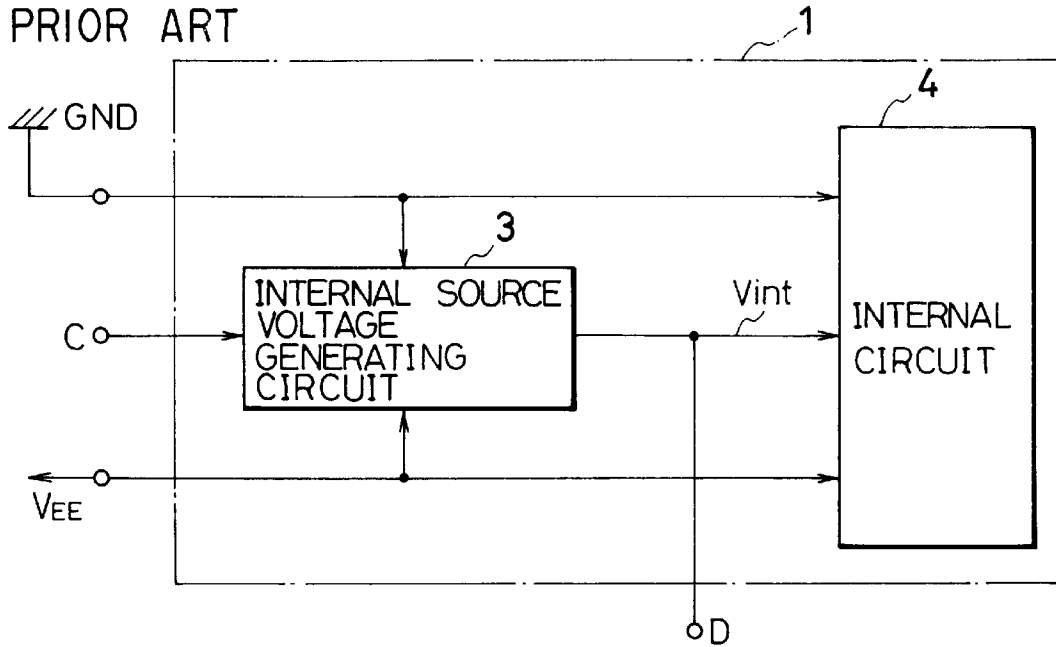 PRIOR ART
1
GND
4
3
INTERNAL SOURCE
VOLTAGE
GENERATING
CIRCUIT
C
Vint
INTERNAL
CIRCUIT
VEE
D